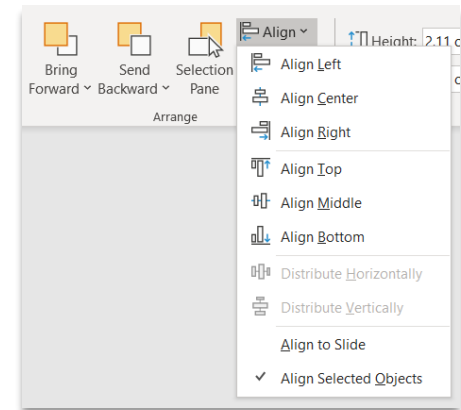 Align
Height: 2.11 c
Bring Forward
Send Backward
Selection Pane
Arrange
Align Left
Align Center
Align Right
Align Top
Align Middle
Align Bottom
Distribute Horizontally
Distribute Vertically
Align to Slide
Align Selected Objects